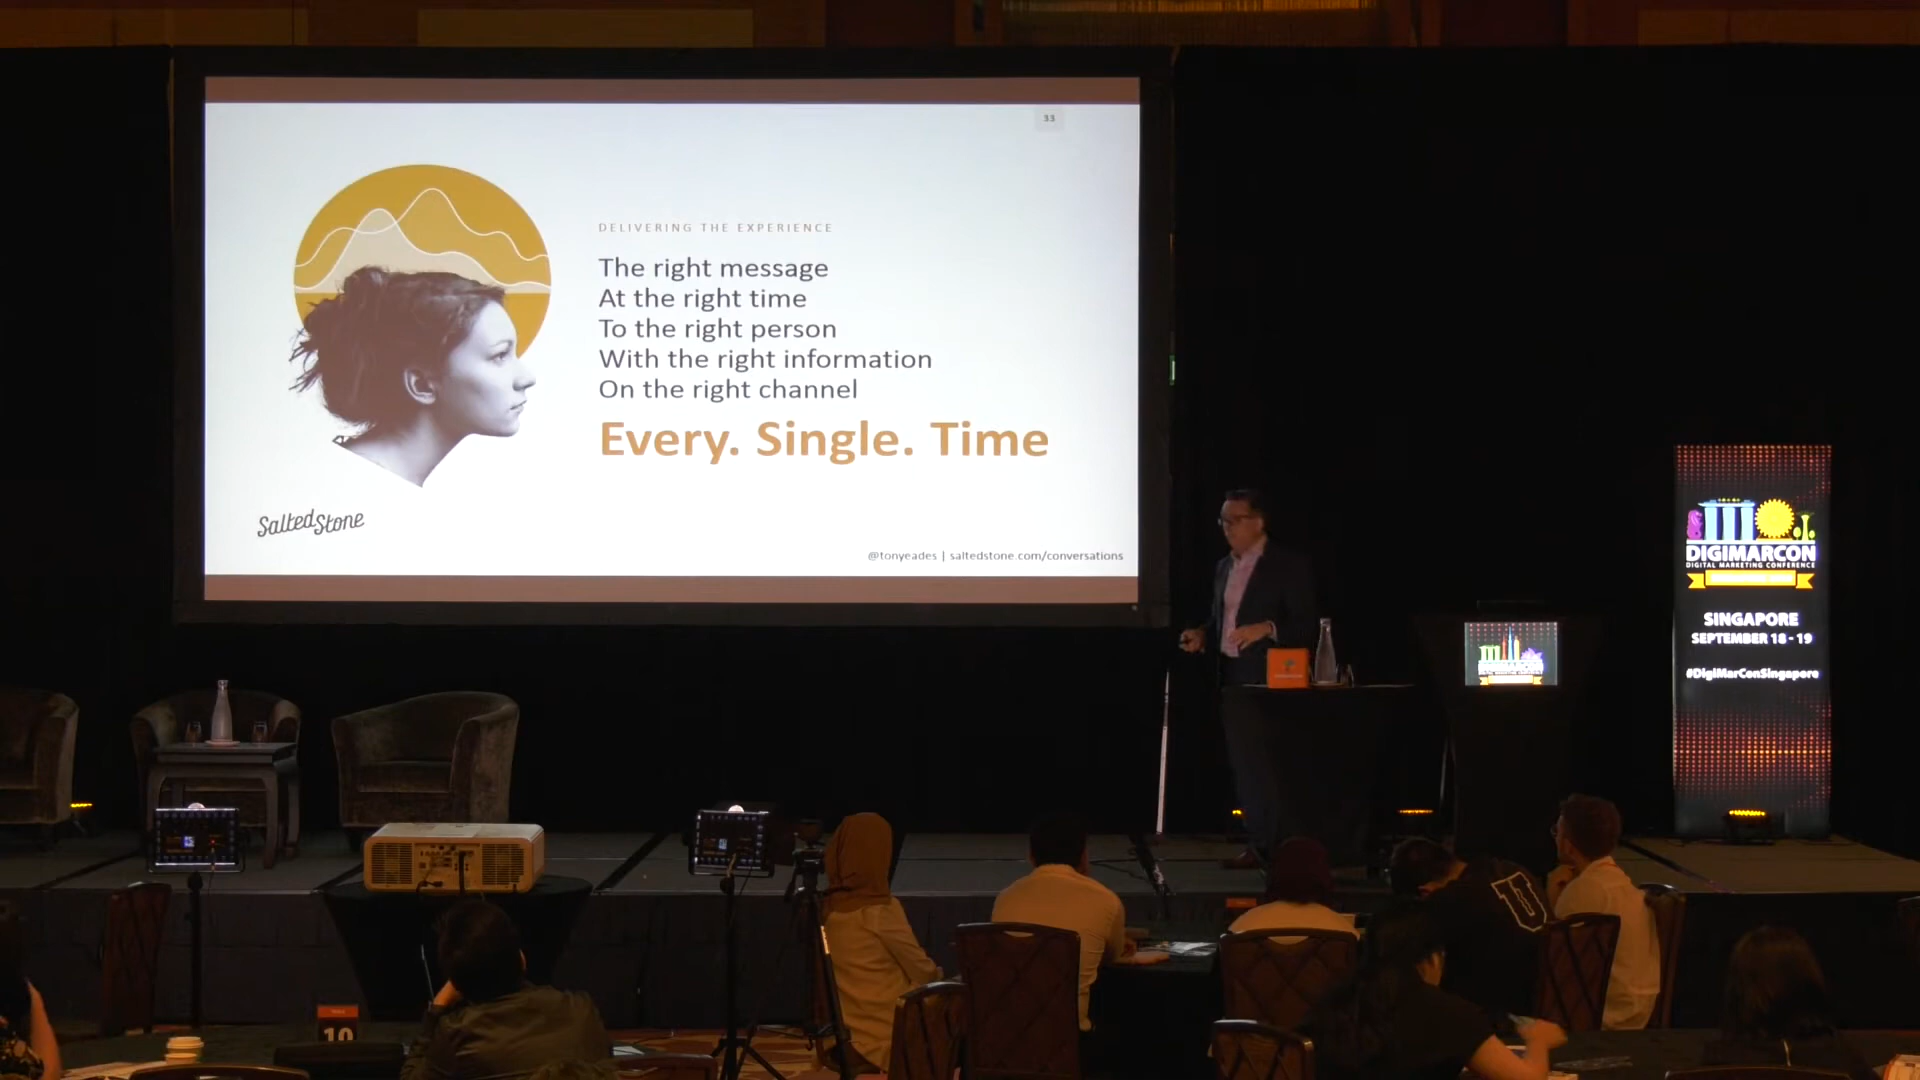 33
DELIVERING THE EXPERIENCE
The right message
At the right time
To the right person
With the right information
On the right channel
Every. Single. Time
SaltedStone
@tonyeades | saltedstone.com/conversations
DIGIMARCON
DIGITAL MARKETING CONFERENCE
SINGAPORE
SEPTEMBER 18 - 19
#DigiMarConSingapore
U
10